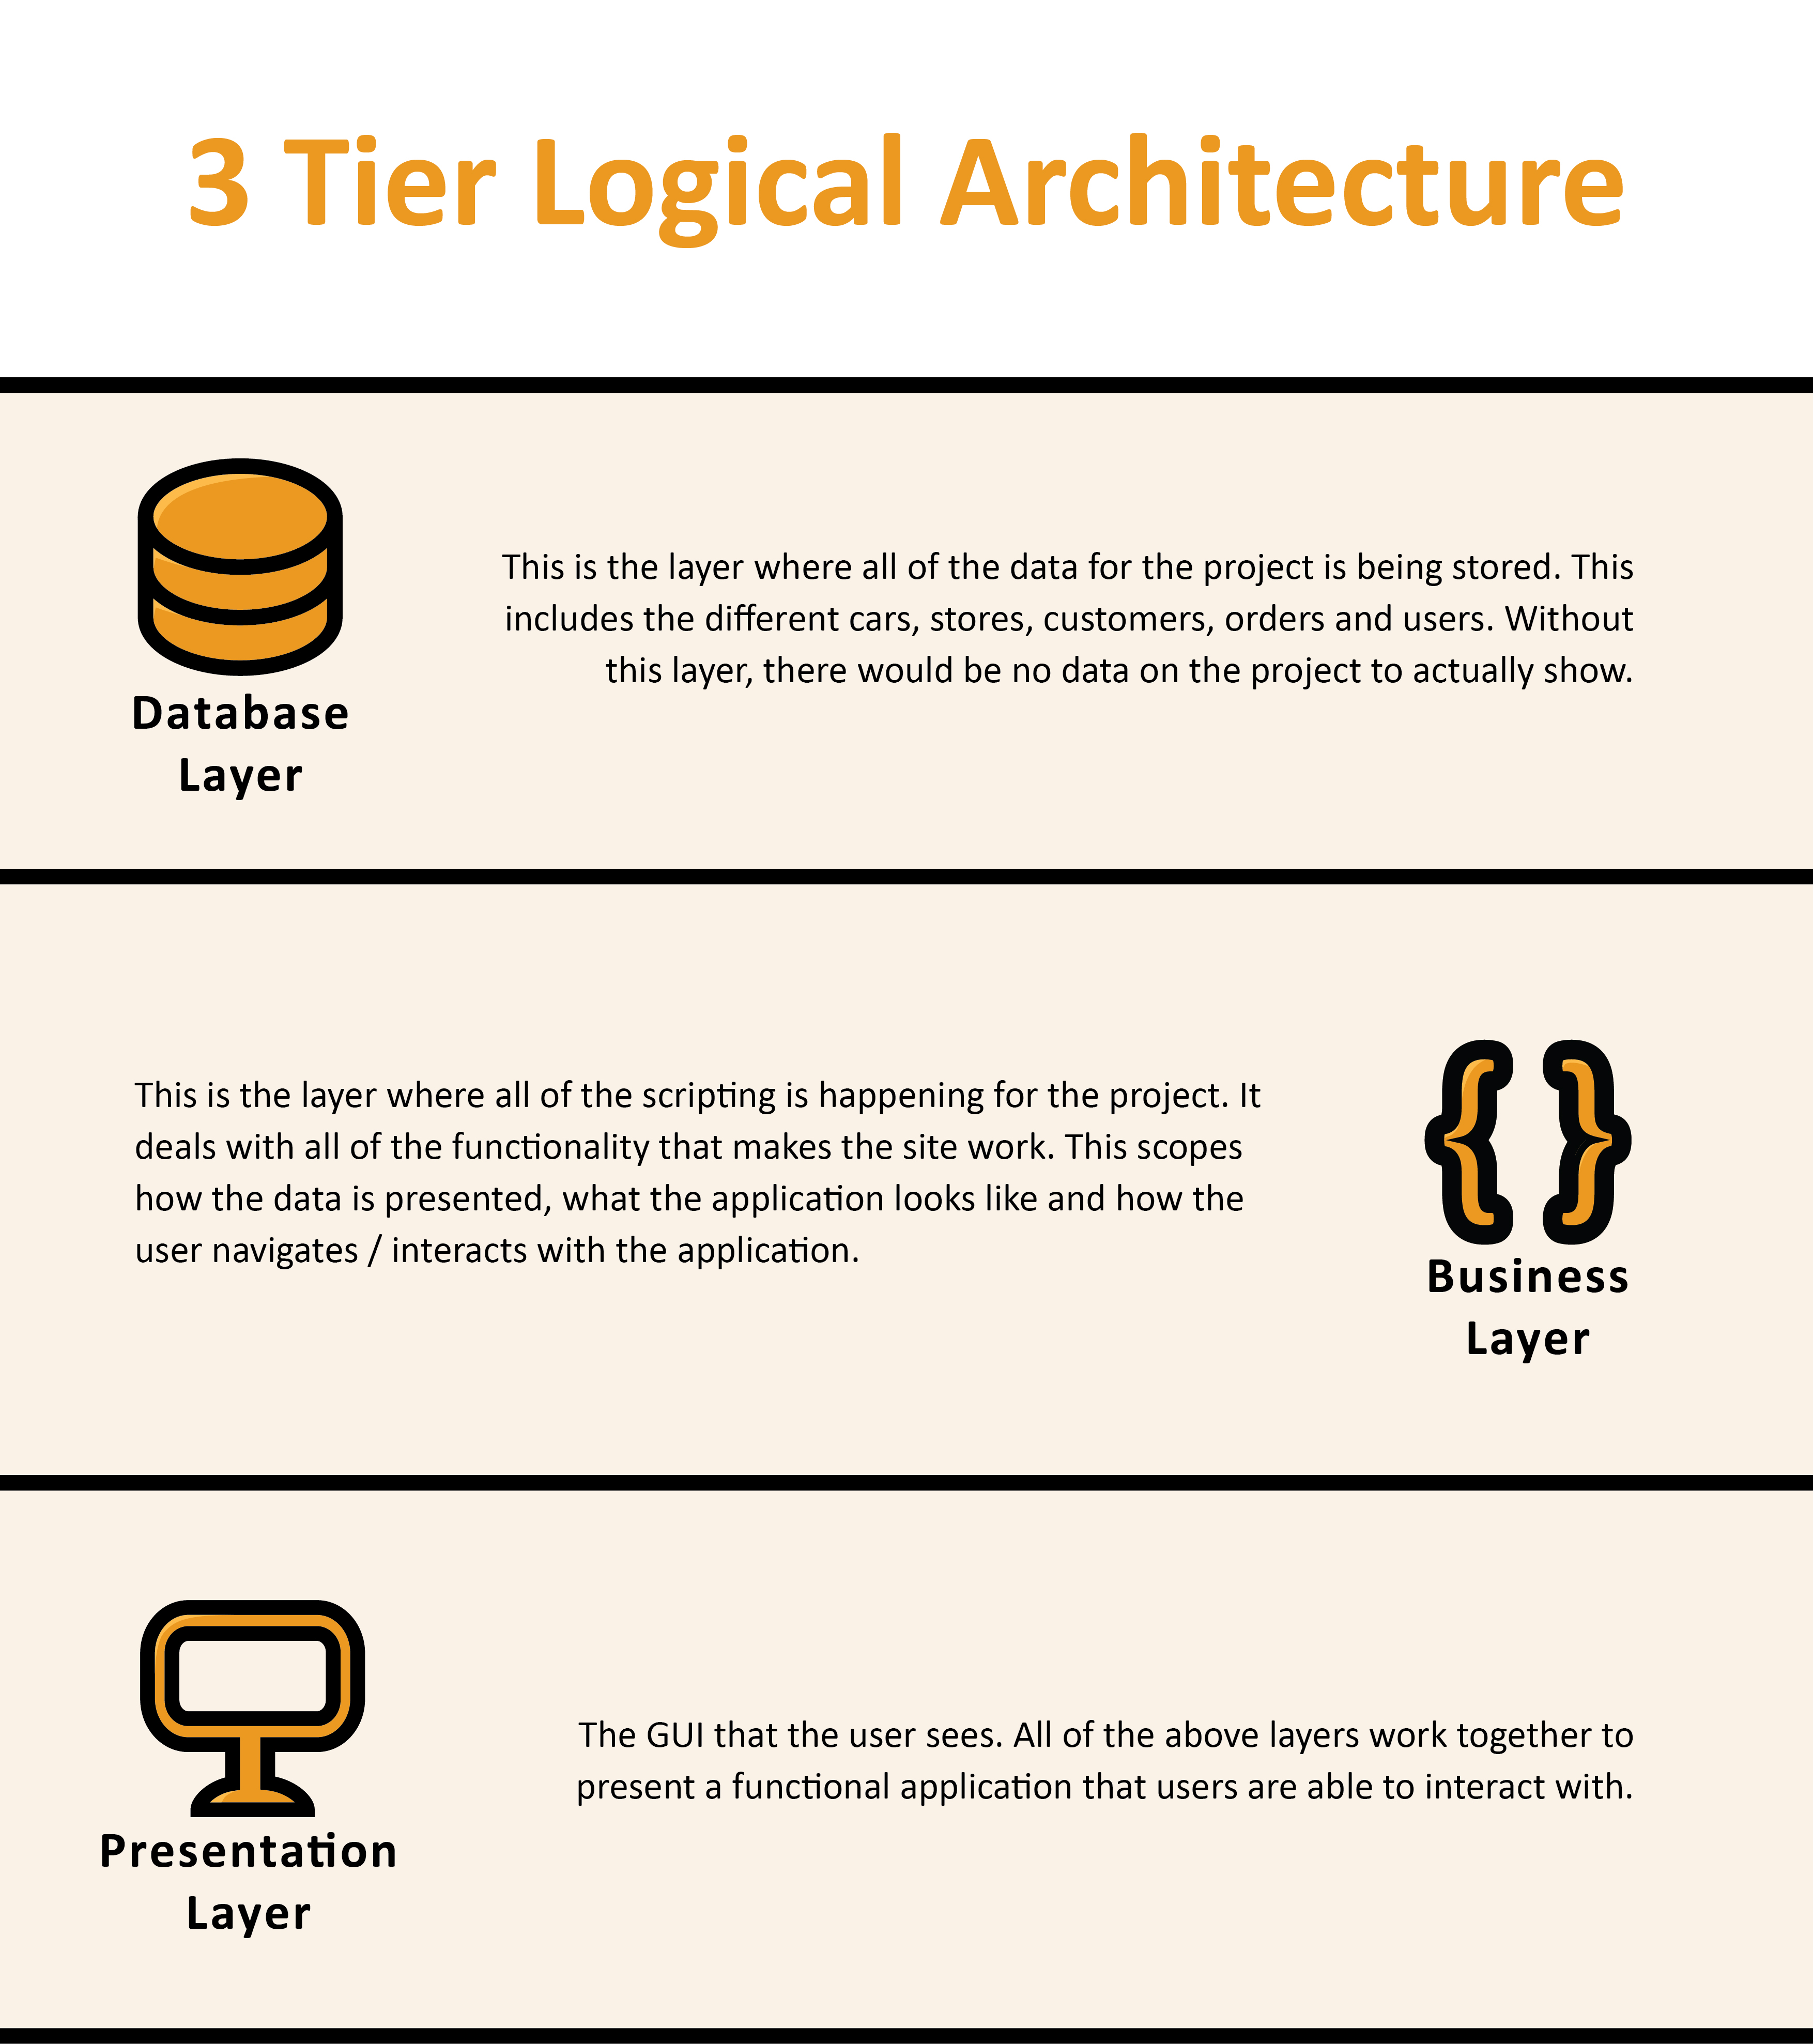 3 Tier Logical Architecture
Database
Layer
This is the layer where all of the data for the project is being stored. This
includes the different cars, stores, customers, orders and users. Without
this layer, there would be no data on the project to actually show.
This is the layer where all of the scripting is happening for the project. It
deals with all of the functionality that makes the site work. This scopes
how the data is presented, what the application looks like and how the
user navigates / interacts with the application.
{ }
Business
Layer
Presentation
Layer
The GUI that the user sees. All of the above layers work together to
present a functional application that users are able to interact with.